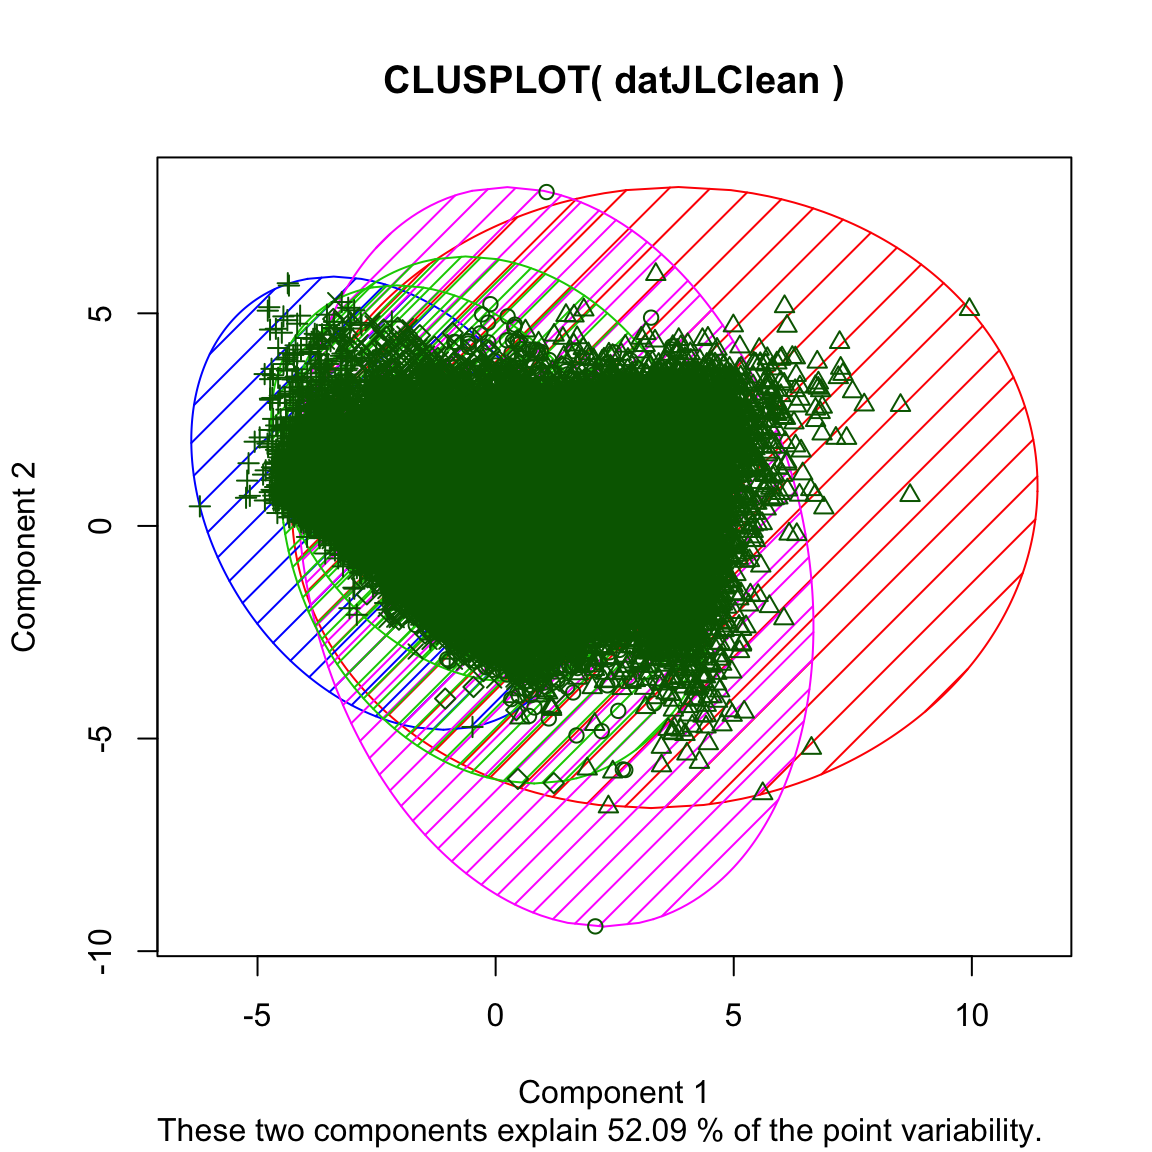 CLUSPLOT( datJLClean )
Component 2
5
0
-5
-10
-5
0
5
10
Component 1
These two components explain 52.09 % of the point variability.